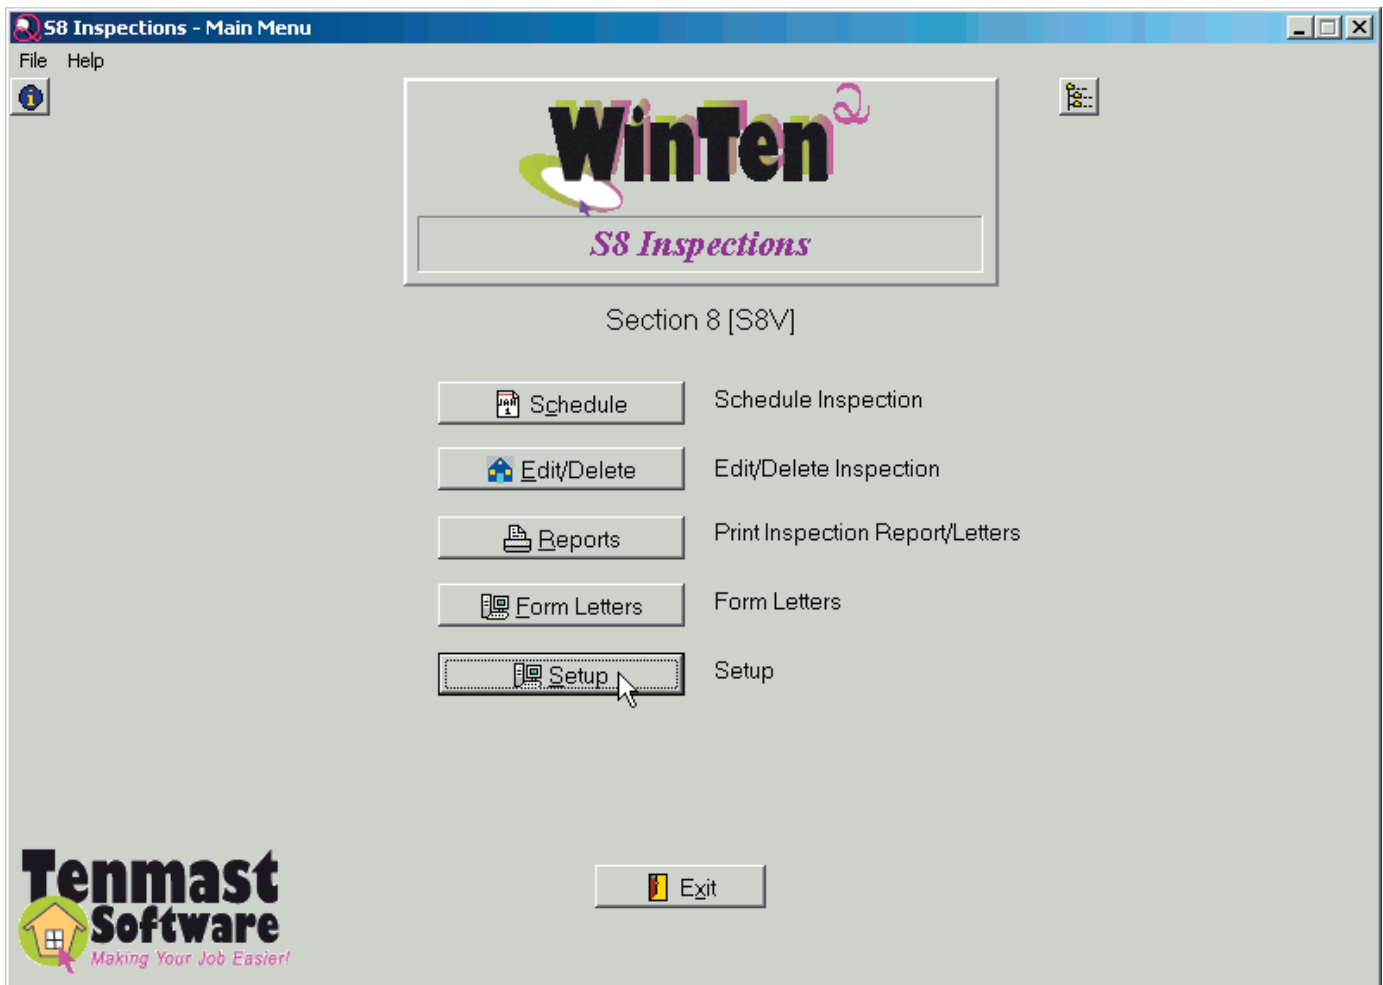 S8 Inspections - Main Menu
File Help
WinTen2
S8 Inspections
Section 8 [S8V]
Schedule Schedule Inspection
Edit/Delete Edit/Delete Inspection
Reports Print Inspection Report/Letters
Form Letters Form Letters
Setup Setup
Exit
Tenmast
Software
Making Your Job Easier!